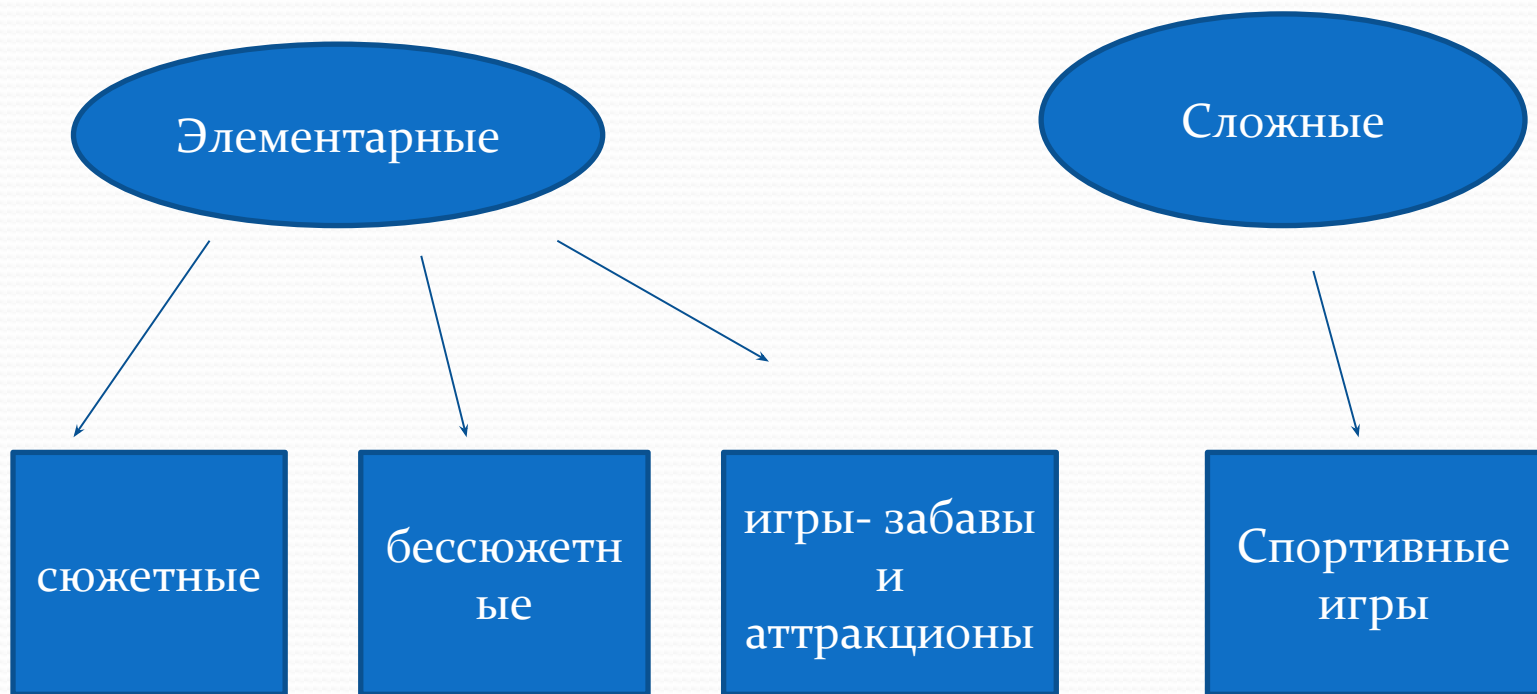 Элементарные
Сложные
сюжетные
бессюжетн
ые
игры- забавы
и
аттракционы
Спортивные
игры